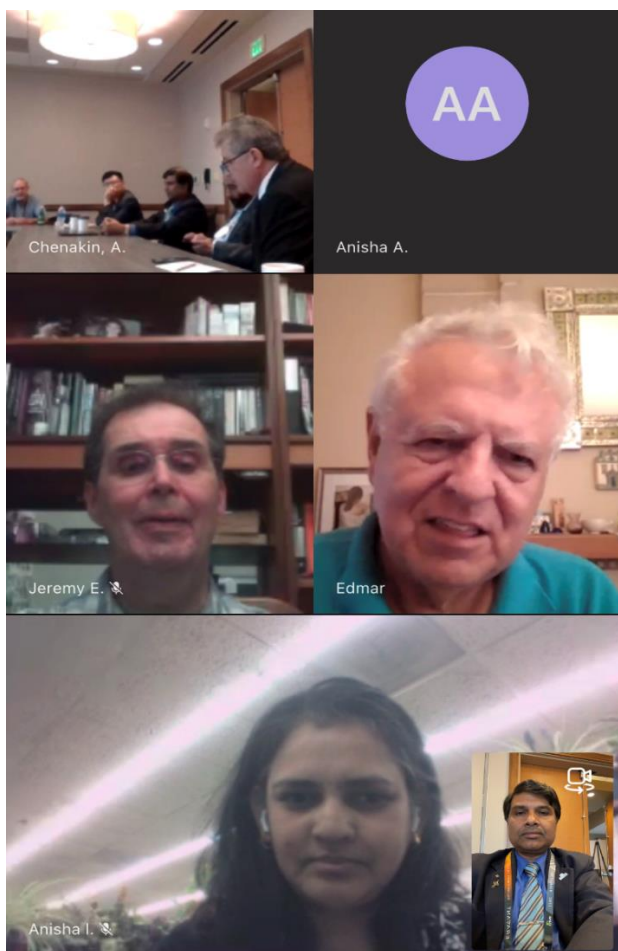 AA
Chenakin, A.
Anisha A.
Jeremy E.
Edmar
Anisha I.